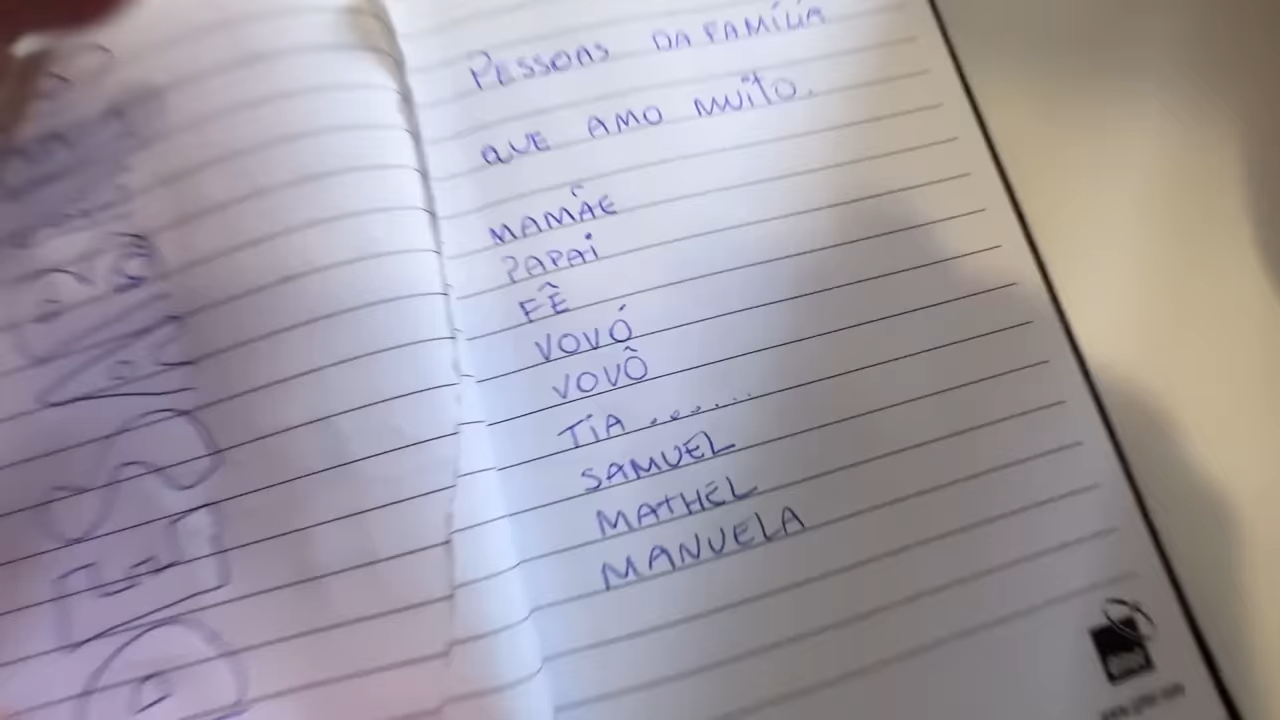 PESSOAS DA FAMÍLIA
QUE AMO MUITO.
MAMÃE
PAPAI
FÊ
VOVÓ
VOVÔ
TIA .......
SAMUEL
MATHEL
MANUELA